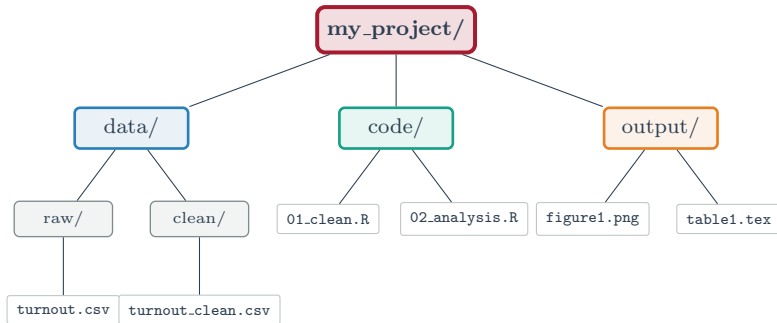 my_project/
data/
code/
output/
raw/
clean/
01_clean.R
02_analysis.R
figure1.png
table1.tex
turnout.csv
turnout_clean.csv